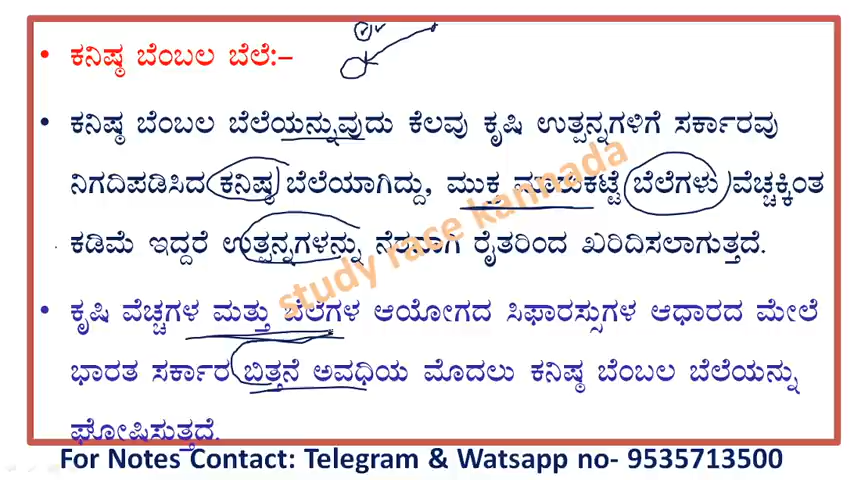 • ಕನಿಷ್ಠ ಬೆಂಬಲ ಬೆಲೆ:–
• ಕನಿಷ್ಠ ಬೆಂಬಲ ಬೆಲೆಯನ್ನುವುದು ಕೆಲವು ಕೃಷಿ ಉತ್ಪನ್ನಗಳಿಗೆ ಸರ್ಕಾರವು
ನಿಗದಿಪಡಿಸಿದ ಕನಿಷ್ಠ ಬೆಲೆಯಾಗಿದ್ದು, ಮುಕ್ತ ಮಾರುಕಟ್ಟೆ ಬೆಲೆಗಳು ವೆಚ್ಚಕ್ಕಿಂತ
ಕಡಿಮೆ ಇದ್ದರೆ ಉತ್ಪನ್ನಗಳನ್ನು ನೇರವಾಗಿ ರೈತರಿಂದ ಖರಿದಿಸಲಾಗುತ್ತದೆ.
study race kannada
• ಕೃಷಿ ವೆಚ್ಚಗಳ ಮತ್ತು ಬೆಲೆಗಳ ಆಯೋಗದ ಸಿಫಾರಸ್ಸುಗಳ ಆಧಾರದ ಮೇಲೆ
ಭಾರತ ಸರ್ಕಾರ ಬಿತ್ತನೆ ಅವಧಿಯ ಮೊದಲು ಕನಿಷ್ಠ ಬೆಂಬಲ ಬೆಲೆಯನ್ನು
ಘೋಷಿಸುತ್ತದೆ.
For Notes Contact: Telegram & Watsapp no- 9535713500